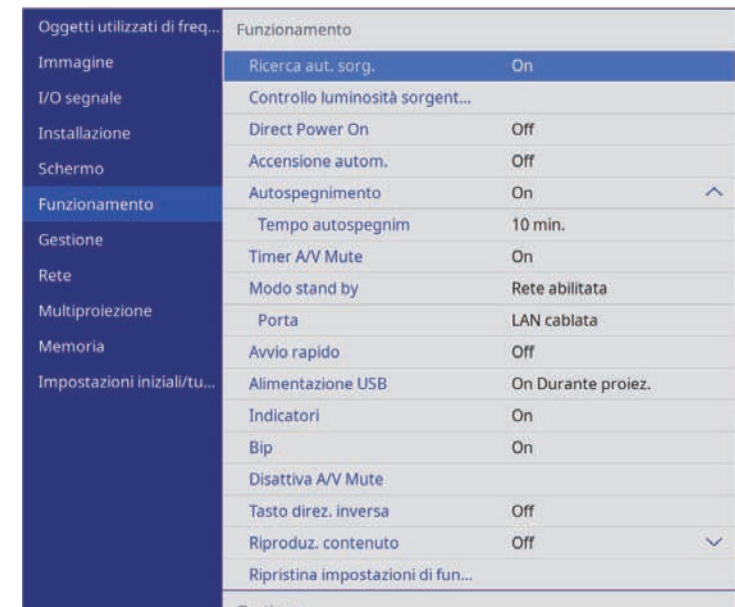 Oggetti utilizzati di freq...
Immagine
I/O segnale
Installazione
Schermo
Funzionamento
Gestione
Rete
Multiproiezione
Memoria
Impostazioni iniziali/tu...
Funzionamento
Ricerca aut. sorg. On
Controllo luminosità sorgent...
Direct Power On Off
Accensione autom. Off
Autospegnimento On
Tempo autospegnim 10 min.
Timer A/V Mute On
Modo stand by Rete abilitata
Porta LAN cablata
Avvio rapido Off
Alimentazione USB On Durante proiez.
Indicatori On
Bip On
Disattiva A/V Mute
Tasto direz. inversa Off
Riproduz. contenuto Off
Ripristina impostazioni di fun...